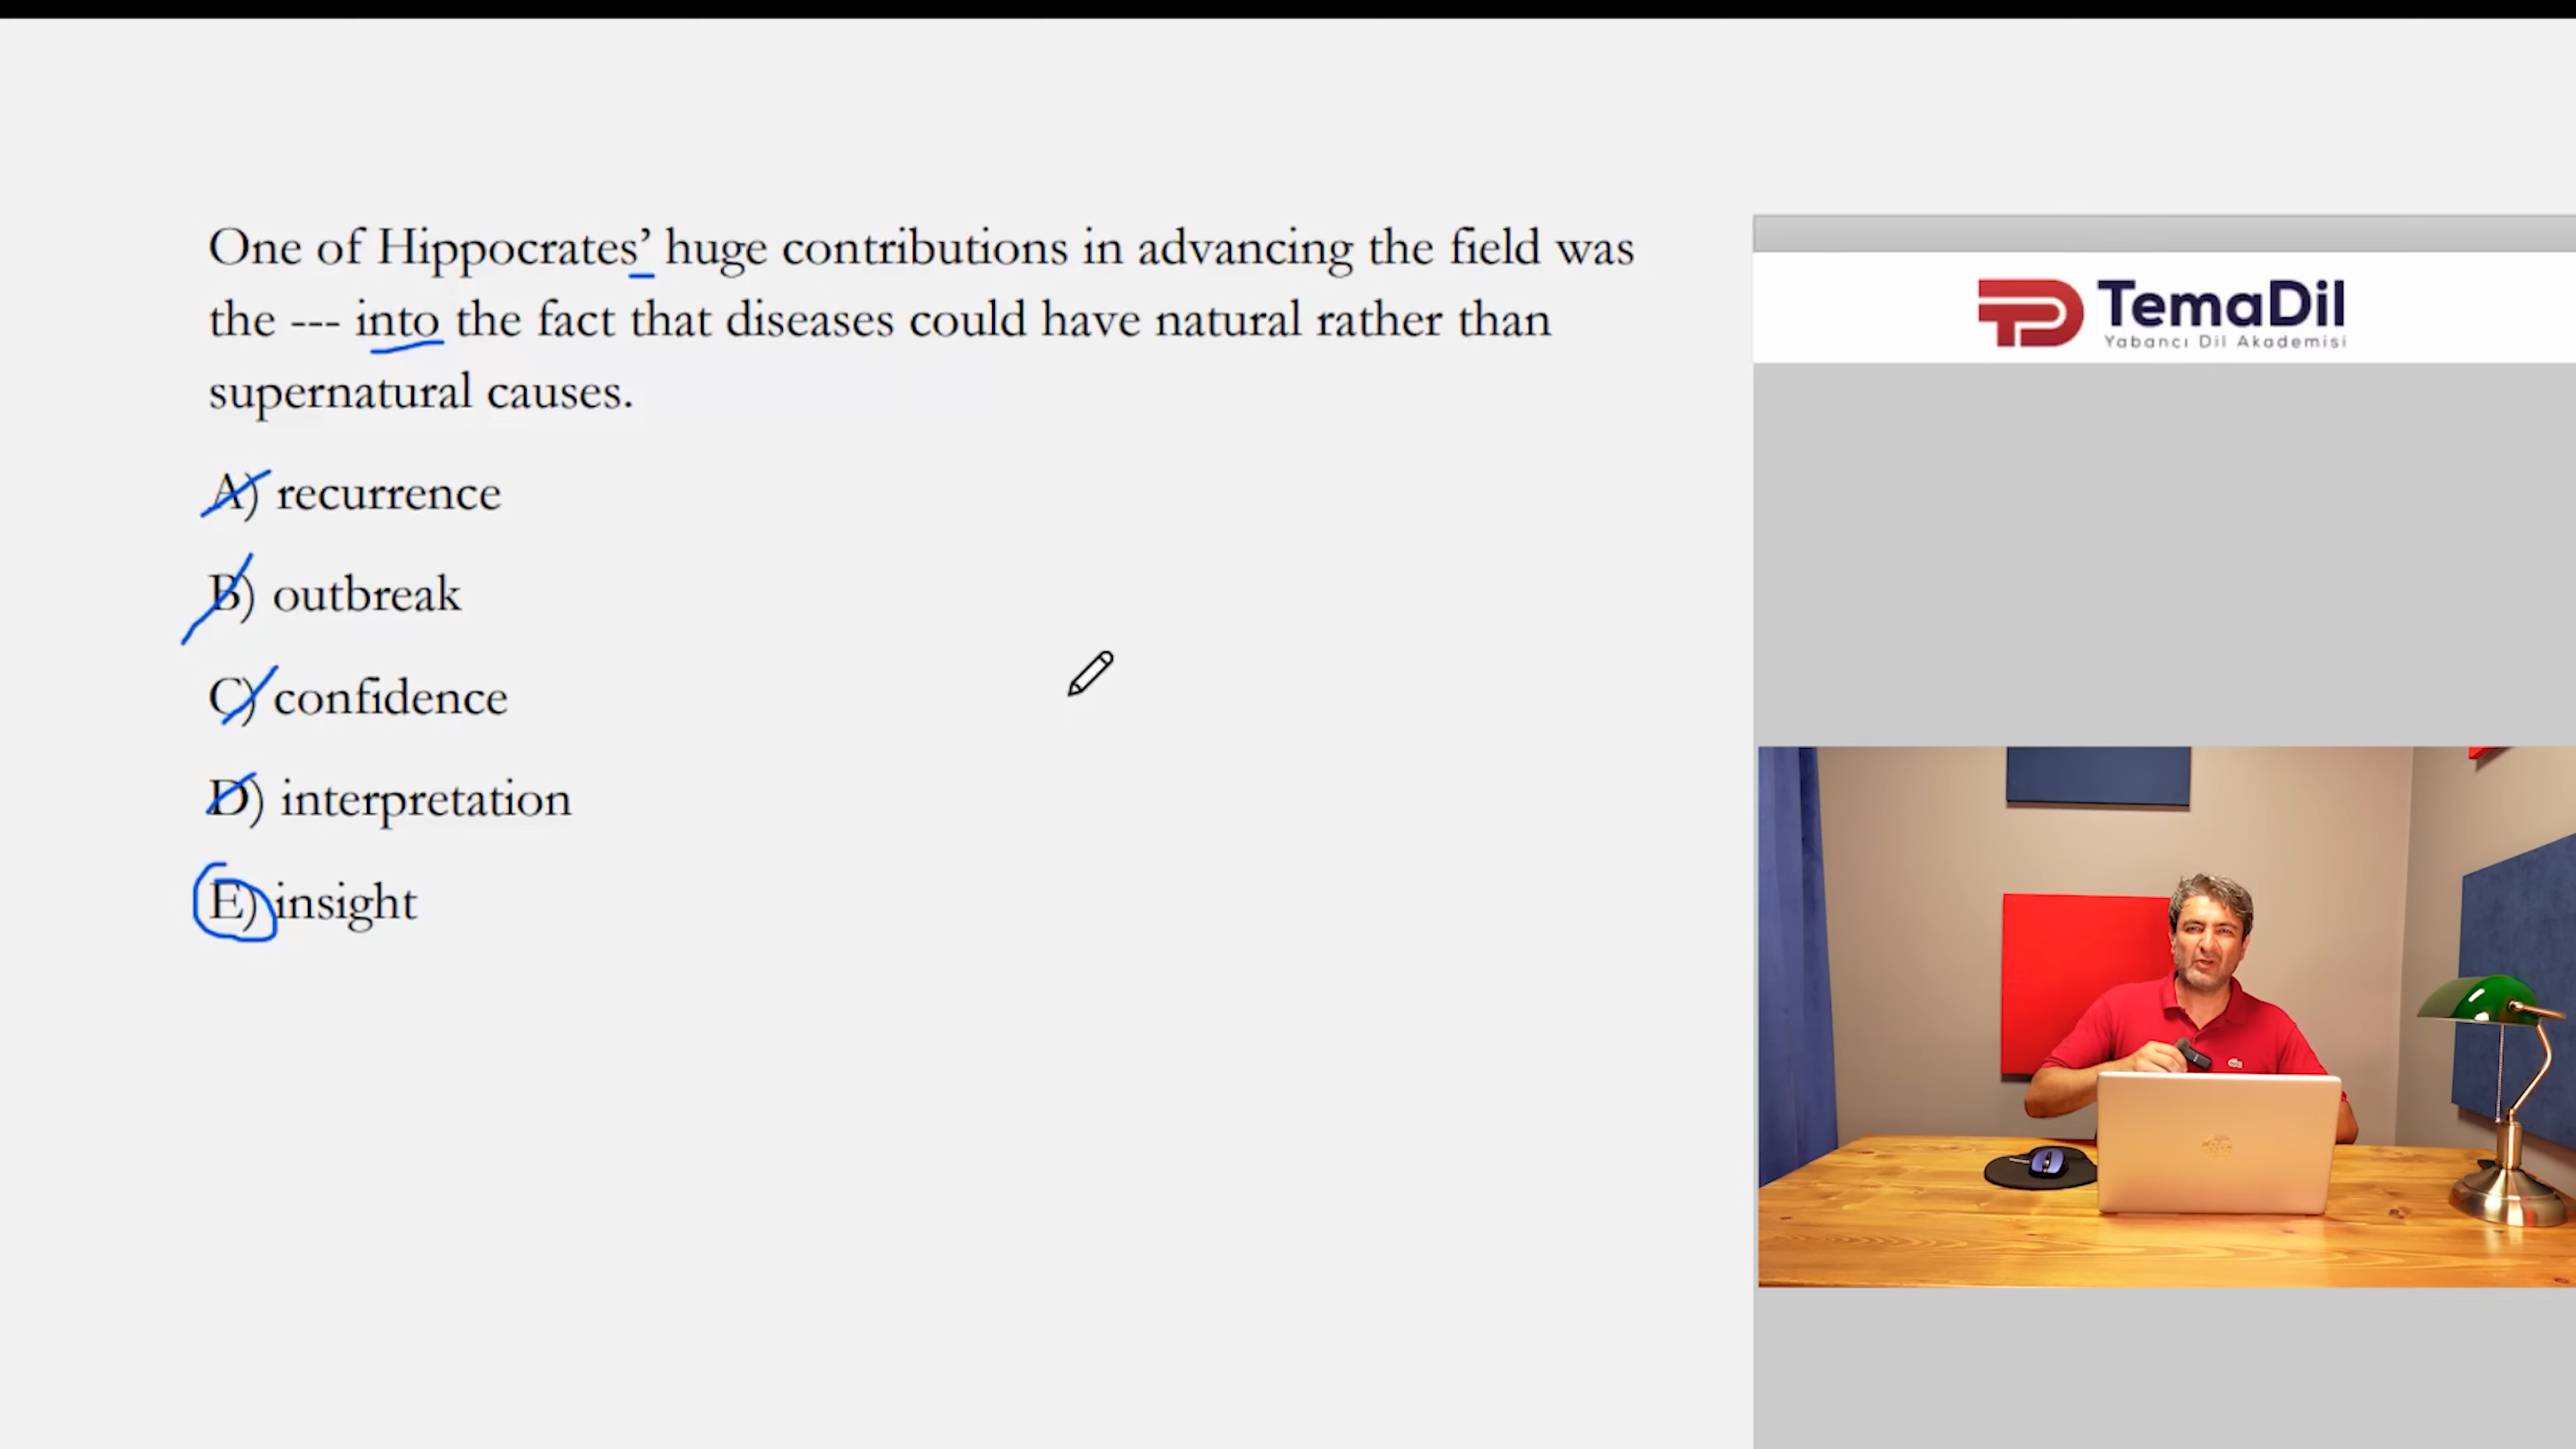 One of Hippocrates’ huge contributions in advancing the field was
the --- into the fact that diseases could have natural rather than
supernatural causes.
A) recurrence
B) outbreak
C) confidence
D) interpretation
E) insight
TemaDil
Yabancı Dil Akademisi